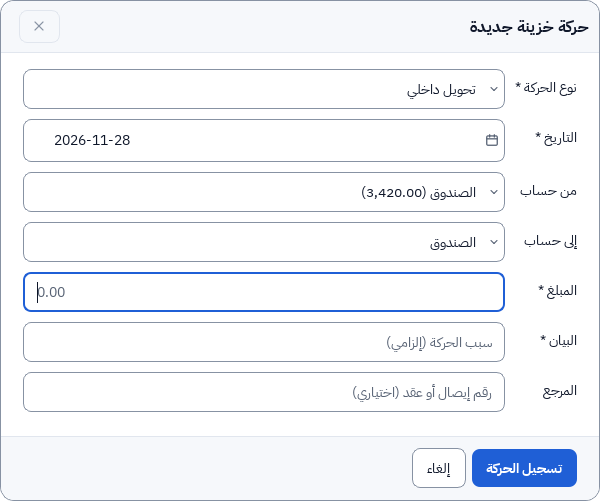 حركة خزينة جديدة
نوع الحركة * تحويل داخلي
التاريخ * 2026-11-28
من حساب الصندوق (3,420.00)
إلى حساب الصندوق
المبلغ * 0.00
البيان * سبب الحركة (إلزامي)
المرجع رقم إيصال أو عقد (اختياري)
تسجيل الحركة إلغاء